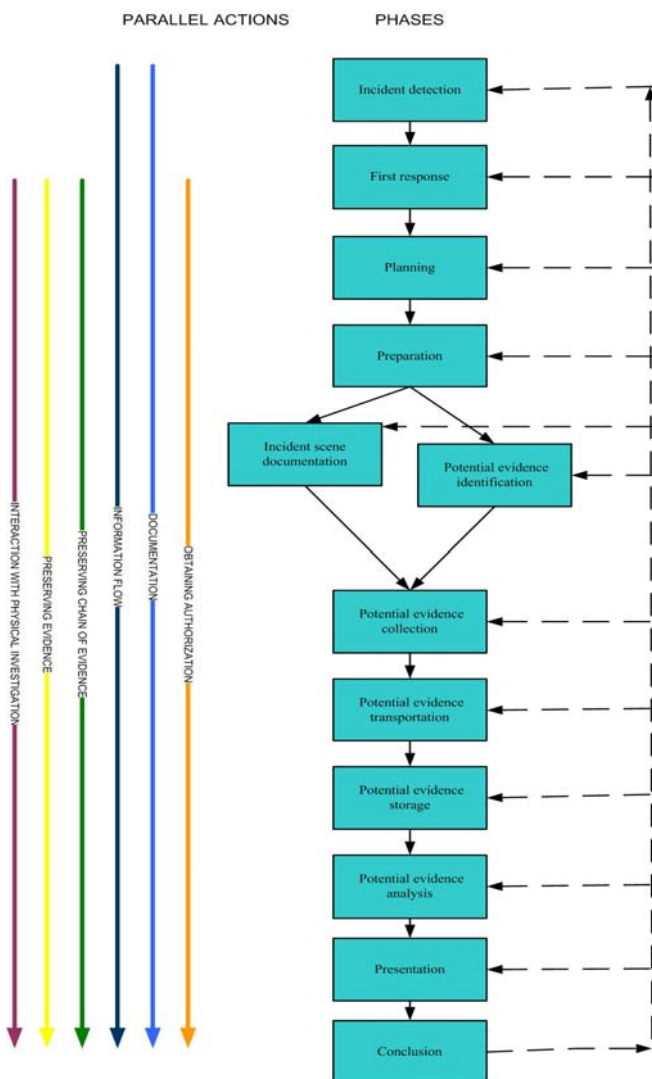 PARALLEL ACTIONS
PHASES
Incident detection
First response
Planning
Preparation
Incident scene
documentation
Potential evidence
identification
Potential evidence
collection
Potential evidence
transportation
Potential evidence
storage
Potential evidence
analysis
Presentation
Conclusion
INTERACTION WITH PHYSICAL INVESTIGATION
PRESERVING EVIDENCE
PRESERVING CHAIN OF EVIDENCE
INFORMATION FLOW
DOCUMENTATION
OBTAINING AUTHORIZATION